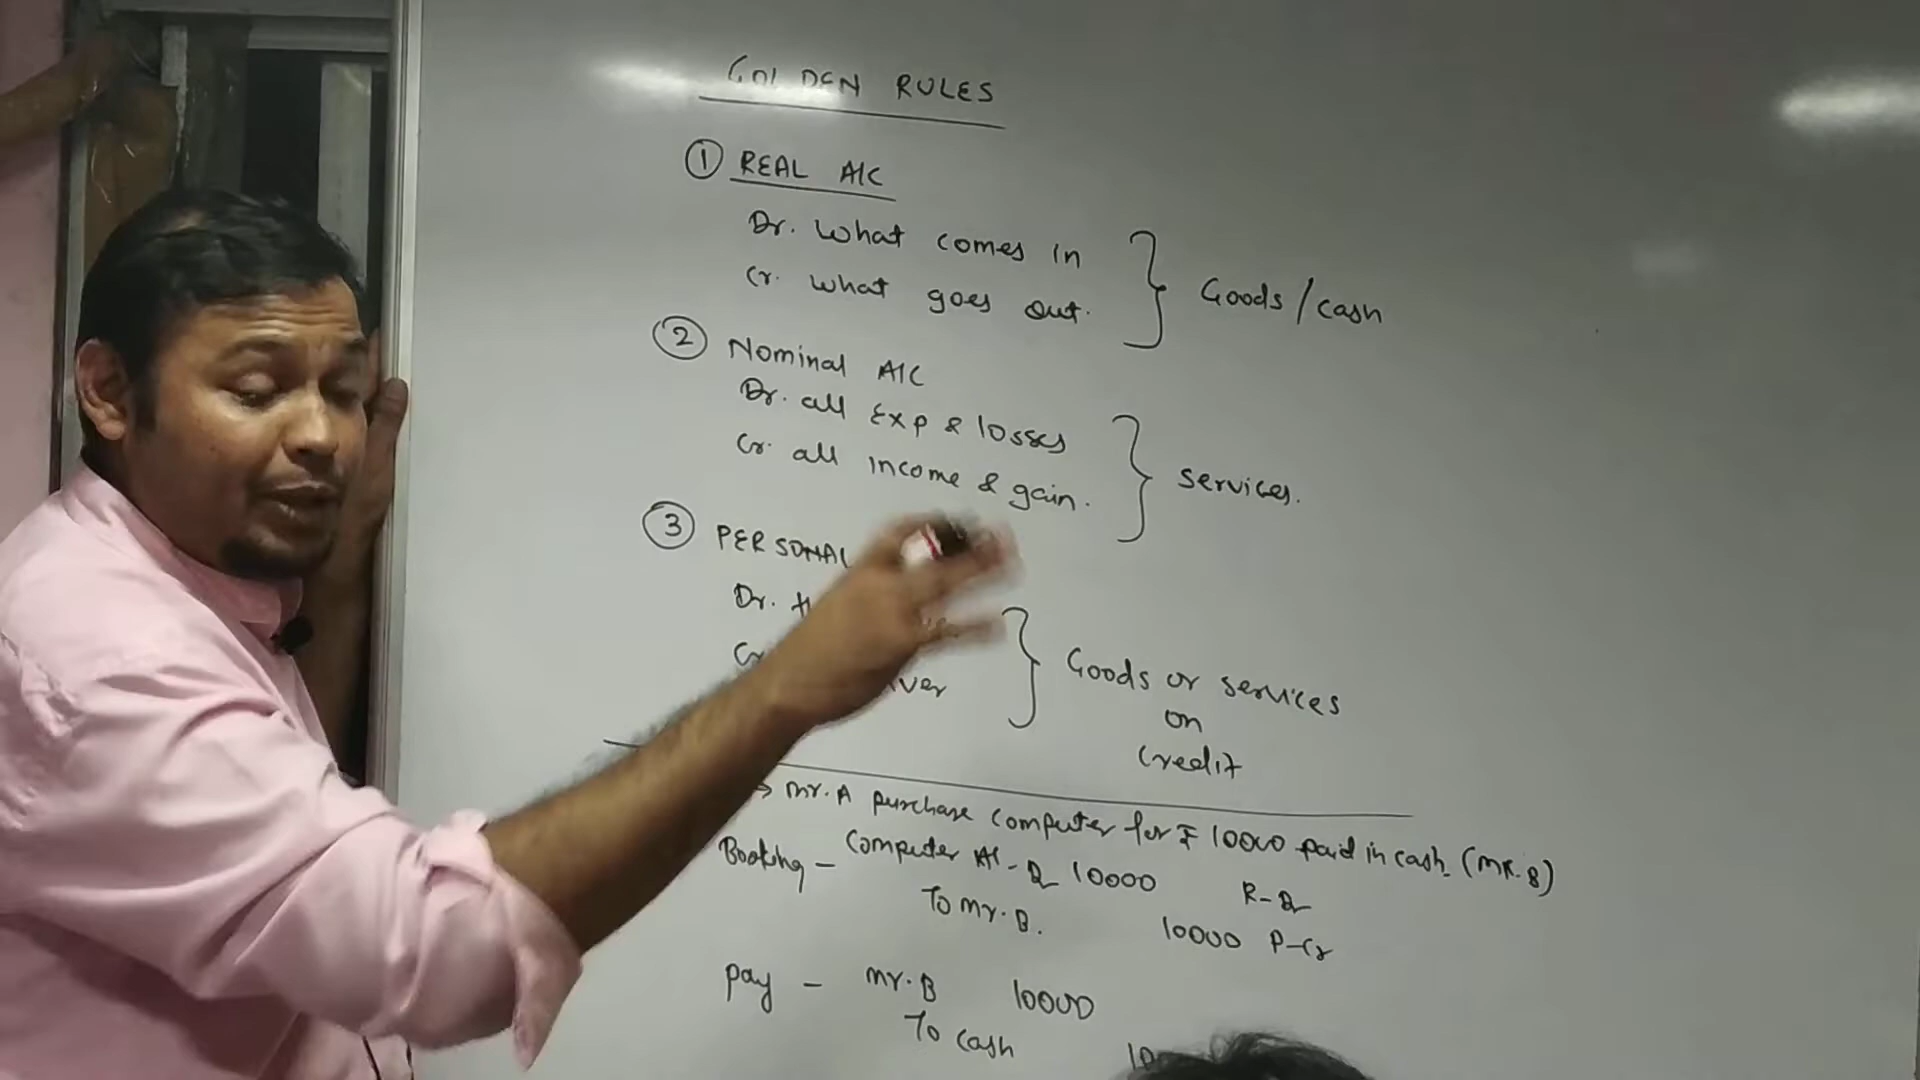 GOLDEN RULES
① REAL A/C
Dr. What comes in
Cr. What goes out.
Goods / cash
② Nominal A/C
Dr. all Exp & losses
Cr. all income & gain.
services.
③ PERSONAL
Dr.
Cr
Goods or services
on
credit
→ Mr. A purchase computer for ₹ 10000 paid in cash. (MR. B)
Booking – Computer A/c - Dr 10000 R-Dr
To Mr. B. 10000 P-Cr
Pay – Mr. B 10000
To cash